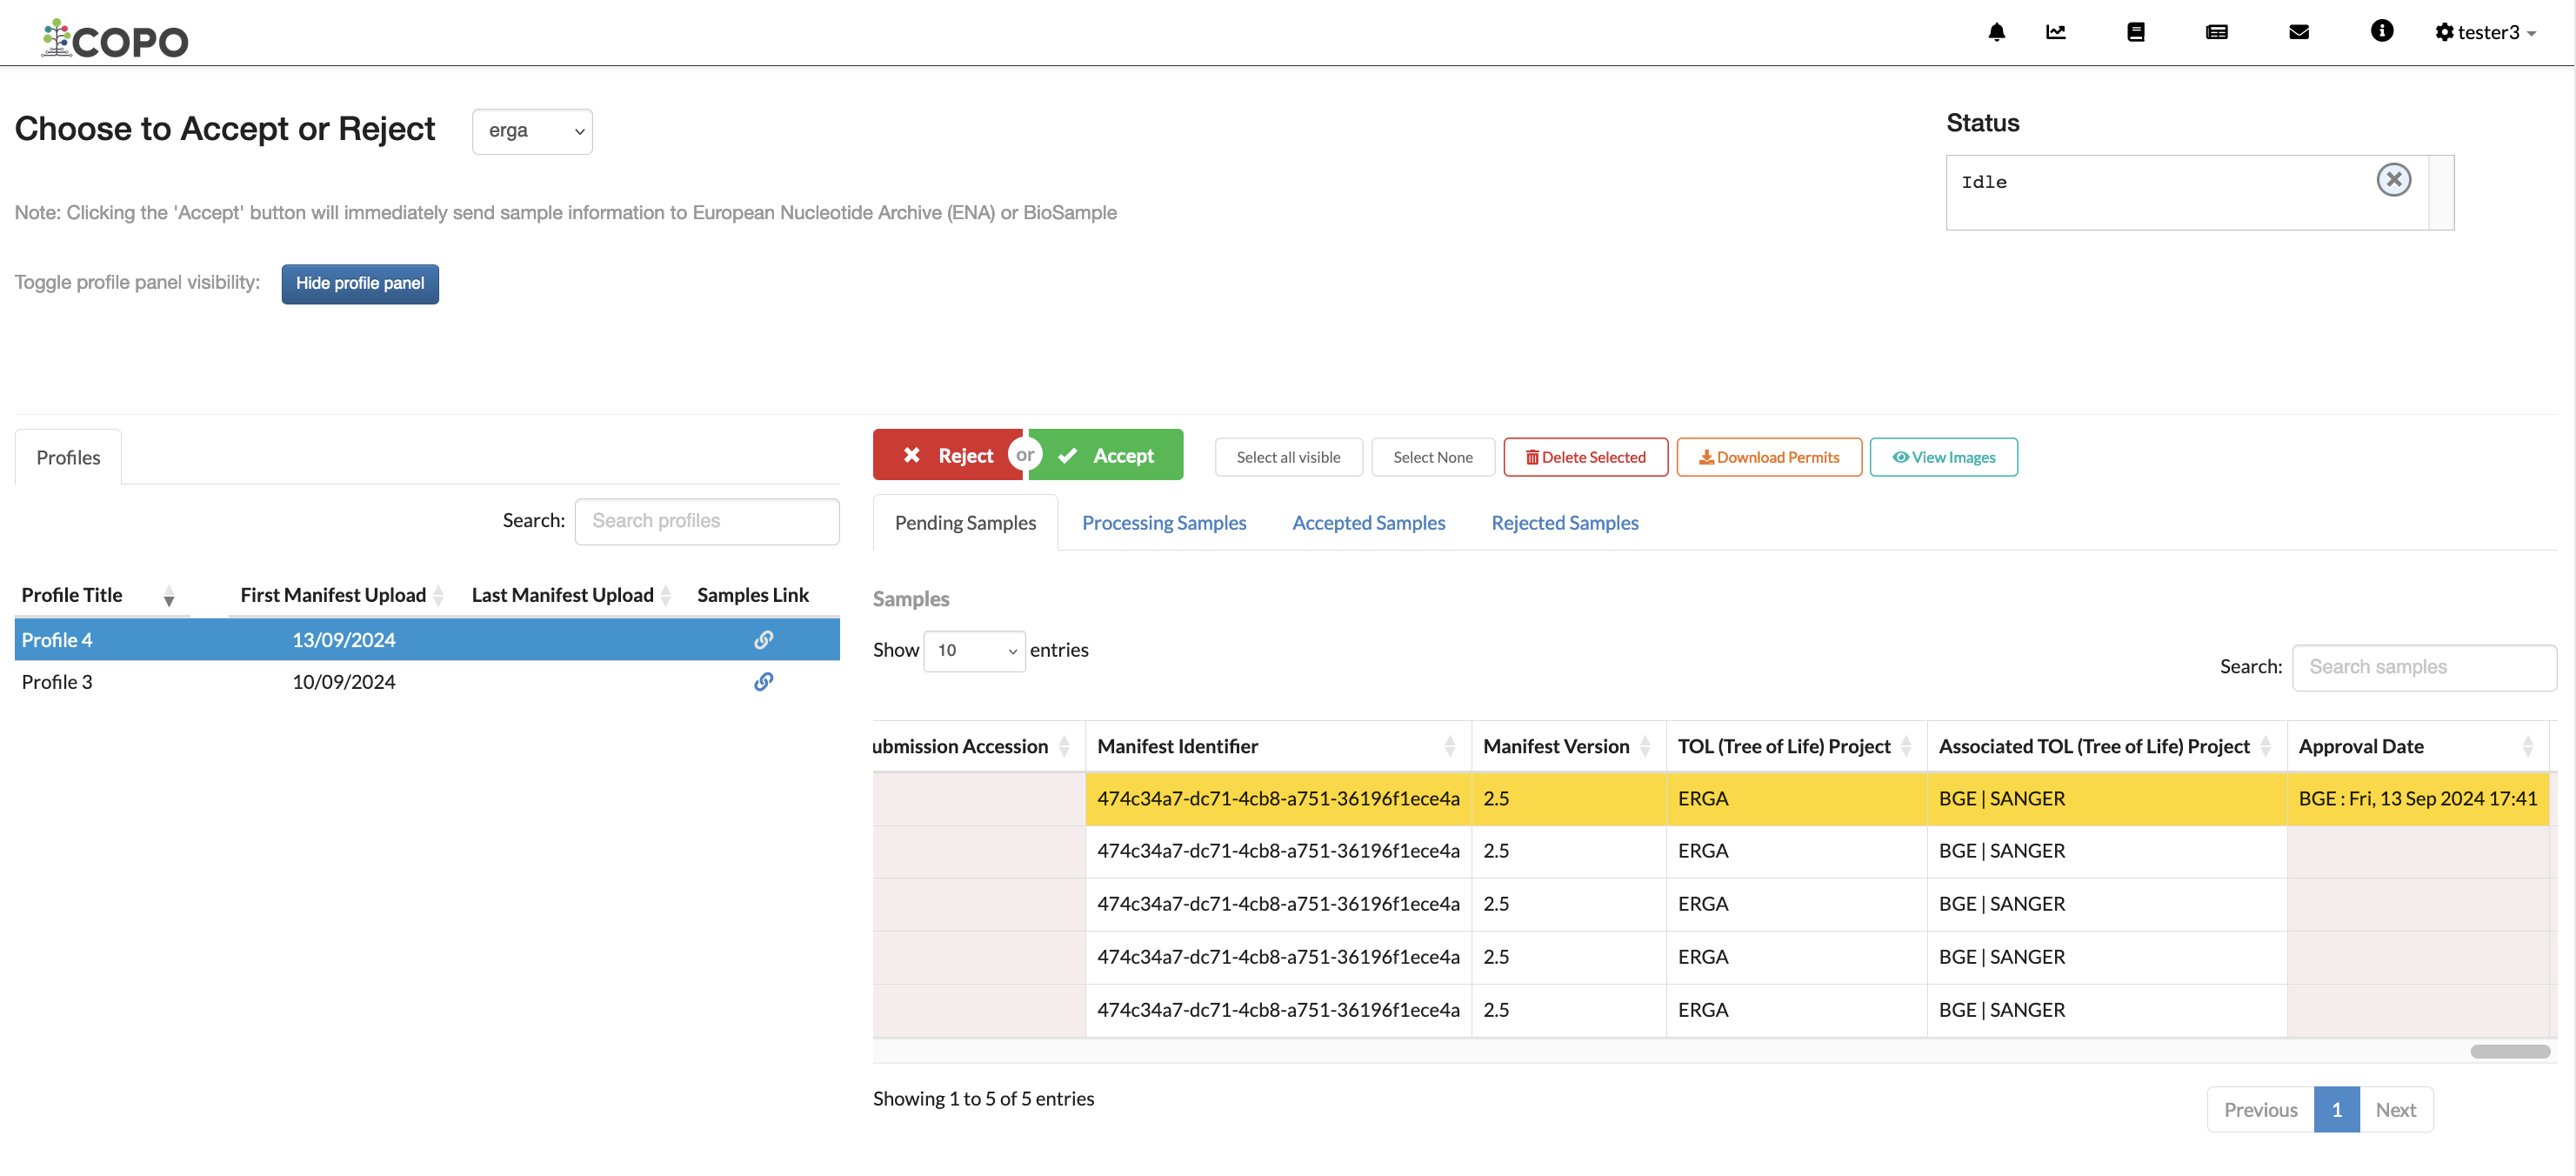 COPO
tester3
Choose to Accept or Reject
erga
Status
Idle
Note: Clicking the 'Accept' button will immediately send sample information to European Nucleotide Archive (ENA) or BioSample
Toggle profile panel visibility:
Hide profile panel
Profiles
Search: Search profiles
Profile Title First Manifest Upload Last Manifest Upload Samples Link
Profile 4 13/09/2024
Profile 3 10/09/2024
Reject or Accept
Select all visible
Select None
Delete Selected
Download Permits
View Images
Pending Samples Processing Samples Accepted Samples Rejected Samples
Samples
Show 10 entries
Search: Search samples
ubmission Accession Manifest Identifier Manifest Version TOL (Tree of Life) Project Associated TOL (Tree of Life) Project Approval Date
474c34a7-dc71-4cb8-a751-36196f1ece4a 2.5 ERGA BGE | SANGER BGE : Fri, 13 Sep 2024 17:41
474c34a7-dc71-4cb8-a751-36196f1ece4a 2.5 ERGA BGE | SANGER
474c34a7-dc71-4cb8-a751-36196f1ece4a 2.5 ERGA BGE | SANGER
474c34a7-dc71-4cb8-a751-36196f1ece4a 2.5 ERGA BGE | SANGER
474c34a7-dc71-4cb8-a751-36196f1ece4a 2.5 ERGA BGE | SANGER
Showing 1 to 5 of 5 entries
Previous 1 Next